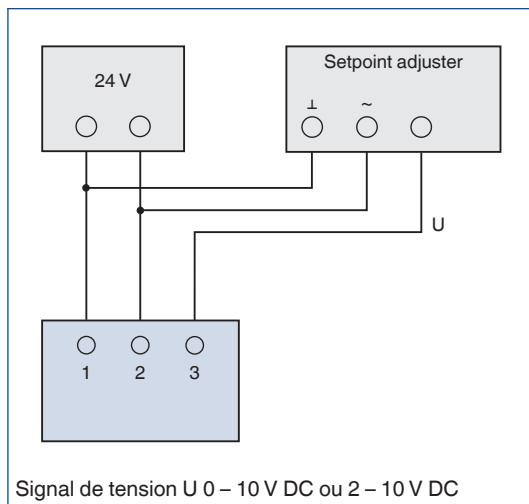 24 V
Setpoint adjuster
⊥ ~
U
1 2 3
Signal de tension U 0 – 10 V DC ou 2 – 10 V DC